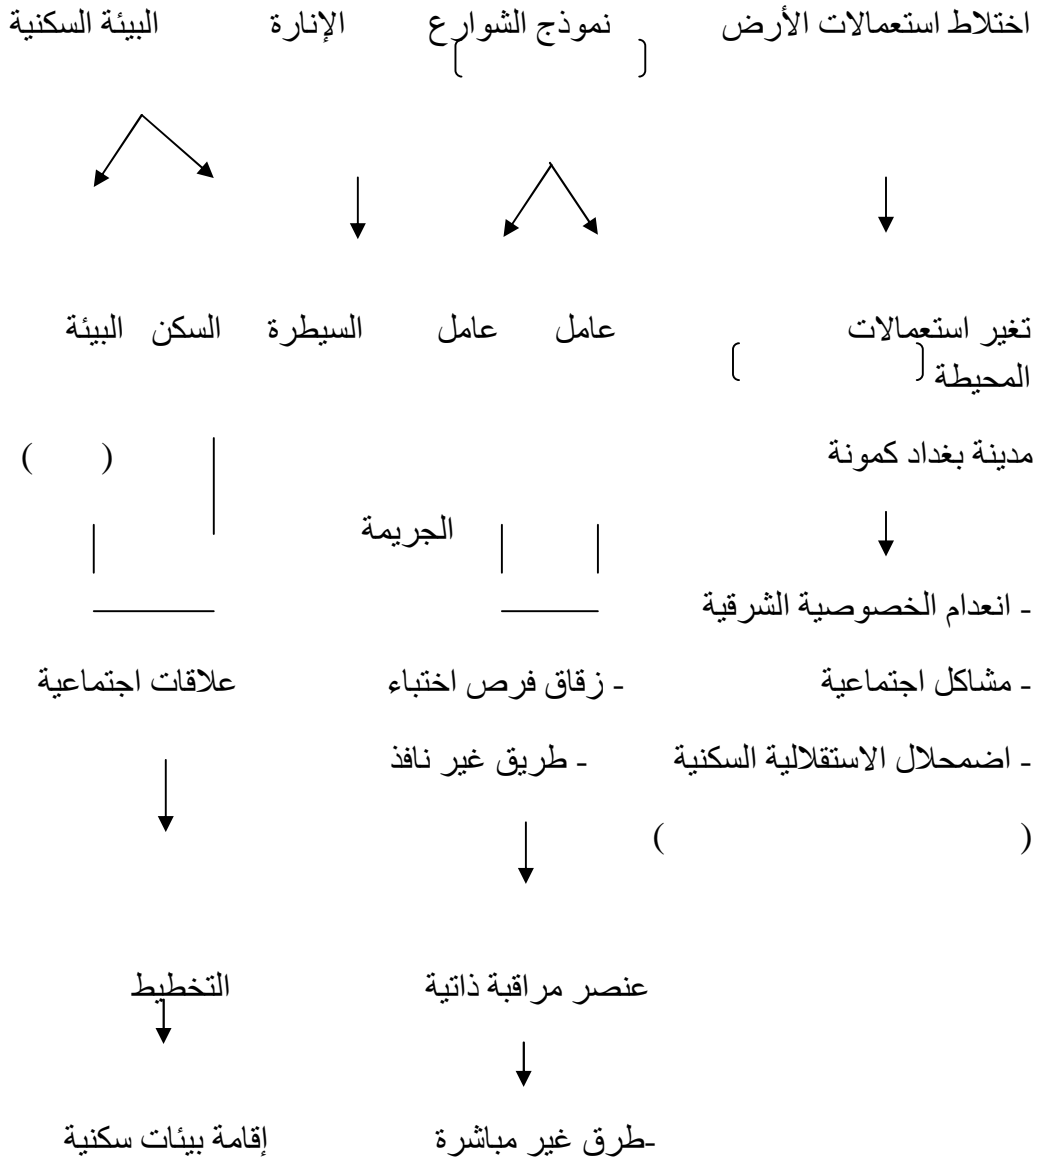 اختلاط استعمالات الأرض نموذج الشوارع الإنارة البيئة السكنية
تغير استعمالات عامل عامل السيطرة السكن البيئة
المحيطة
مدينة بغداد كمونة ( )
الجريمة
- انعدام الخصوصية الشرقية
- مشاكل اجتماعية - زقاق فرص اختباء علاقات اجتماعية
- اضمحلال الاستقلالية السكنية - طريق غير نافذ
( )
عنصر مراقبة ذاتية التخطيط
-طرق غير مباشرة إقامة بيئات سكنية